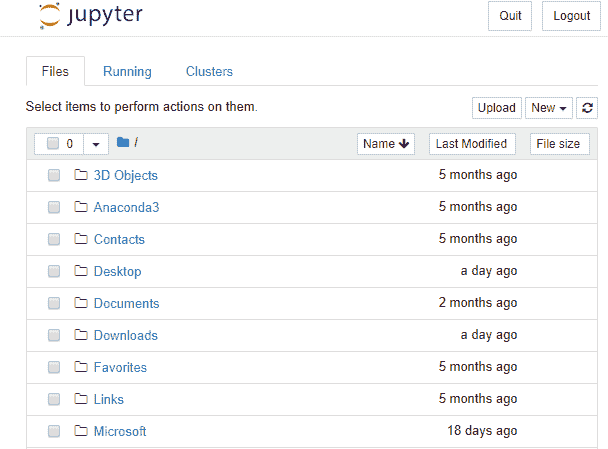 jupyter Quit Logout
Files Running Clusters
Select items to perform actions on them. Upload New
0 / Name Last Modified File size
3D Objects 5 months ago
Anaconda3 5 months ago
Contacts 5 months ago
Desktop a day ago
Documents 2 months ago
Downloads a day ago
Favorites 5 months ago
Links 5 months ago
Microsoft 18 days ago